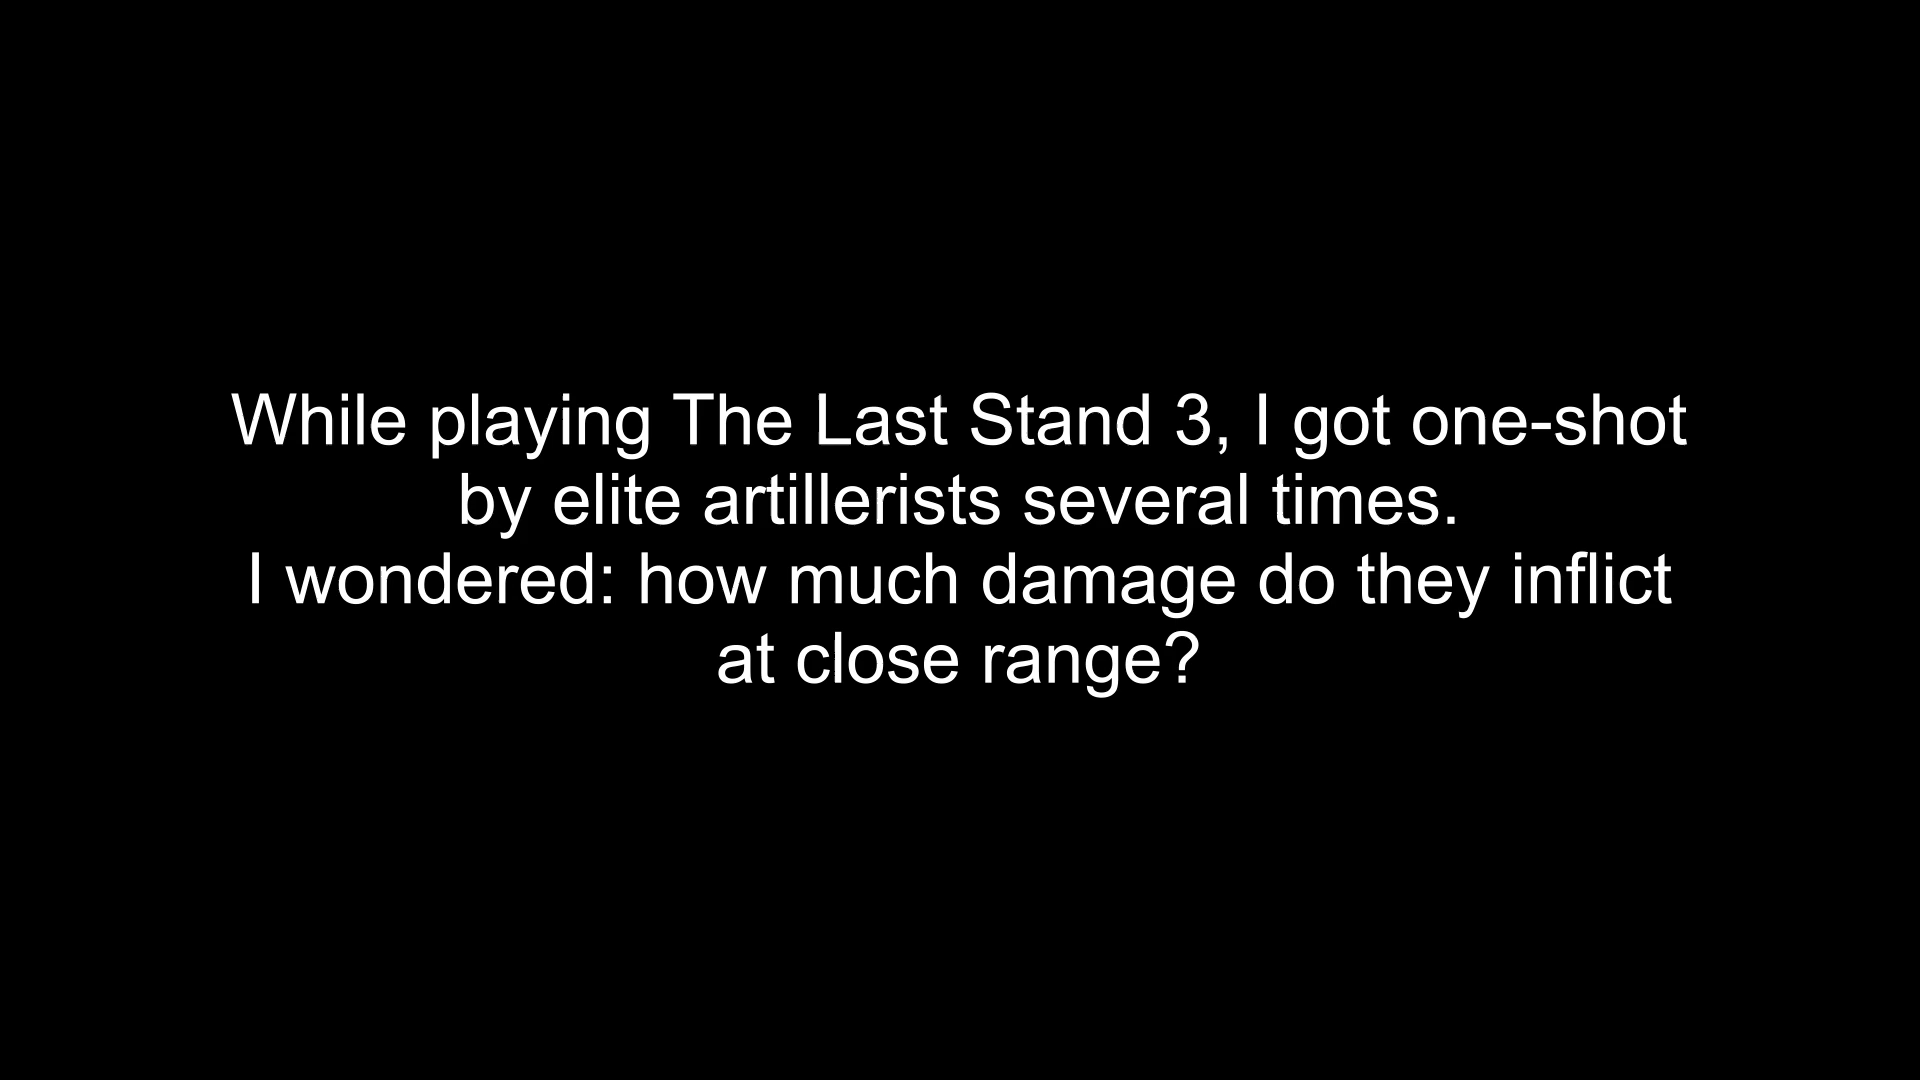 While playing The Last Stand 3, I got one-shot
by elite artillerists several times.
I wondered: how much damage do they inflict
at close range?